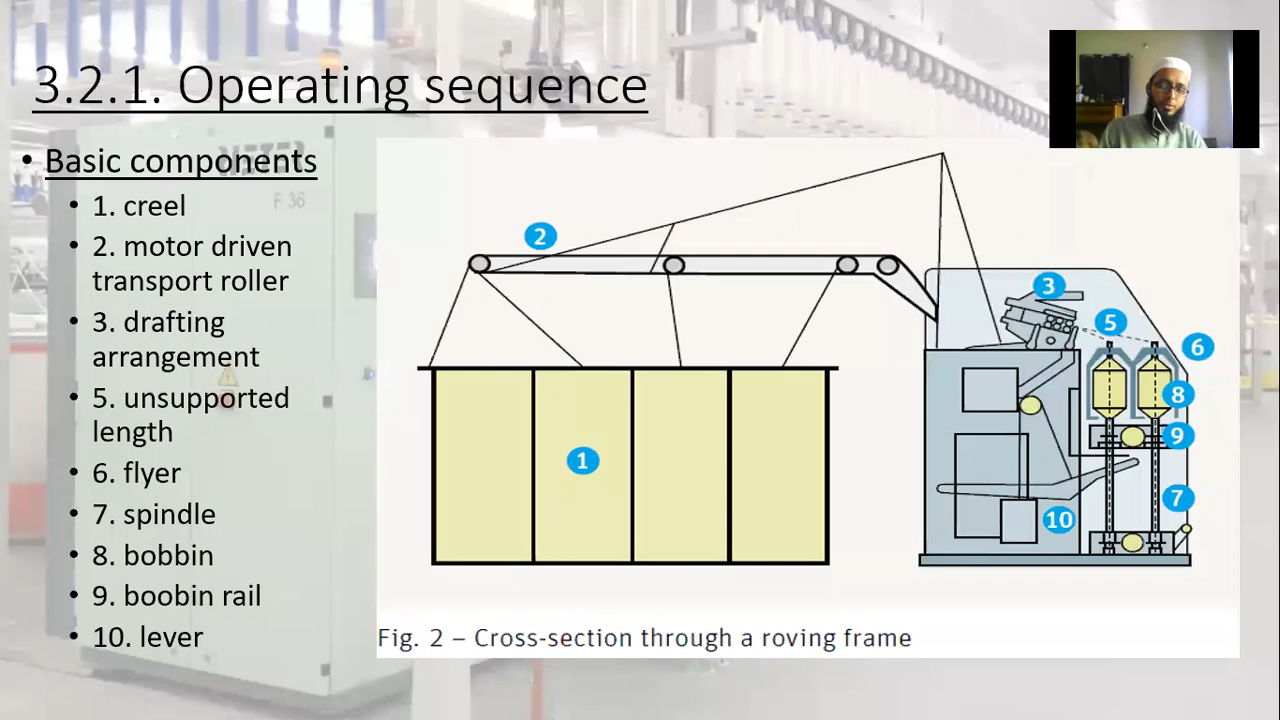 3.2.1. Operating sequence
• Basic components
• 1. creel
• 2. motor driven
transport roller
• 3. drafting
arrangement
• 5. unsupported
length
• 6. flyer
• 7. spindle
• 8. bobbin
• 9. boobin rail
• 10. lever
F 36
2
3
5
6
8
9
1
7
10
Fig. 2 – Cross-section through a roving frame